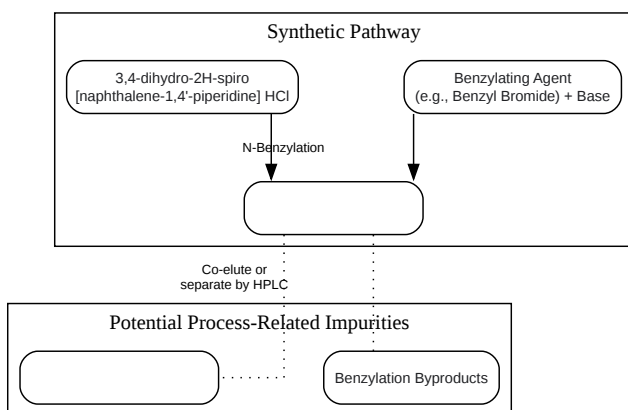 Synthetic Pathway
3,4-dihydro-2H-spiro
[naphthalene-1,4'-piperidine] HCl
Benzylating Agent
(e.g., Benzyl Bromide) + Base
N-Benzylation
Co-elute or
separate by HPLC
Potential Process-Related Impurities
Benzylation Byproducts